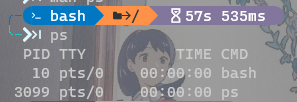 bash / 57s 535ms
ps
PID TTY TIME CMD
10 pts/0 00:00:00 bash
3099 pts/0 00:00:00 ps